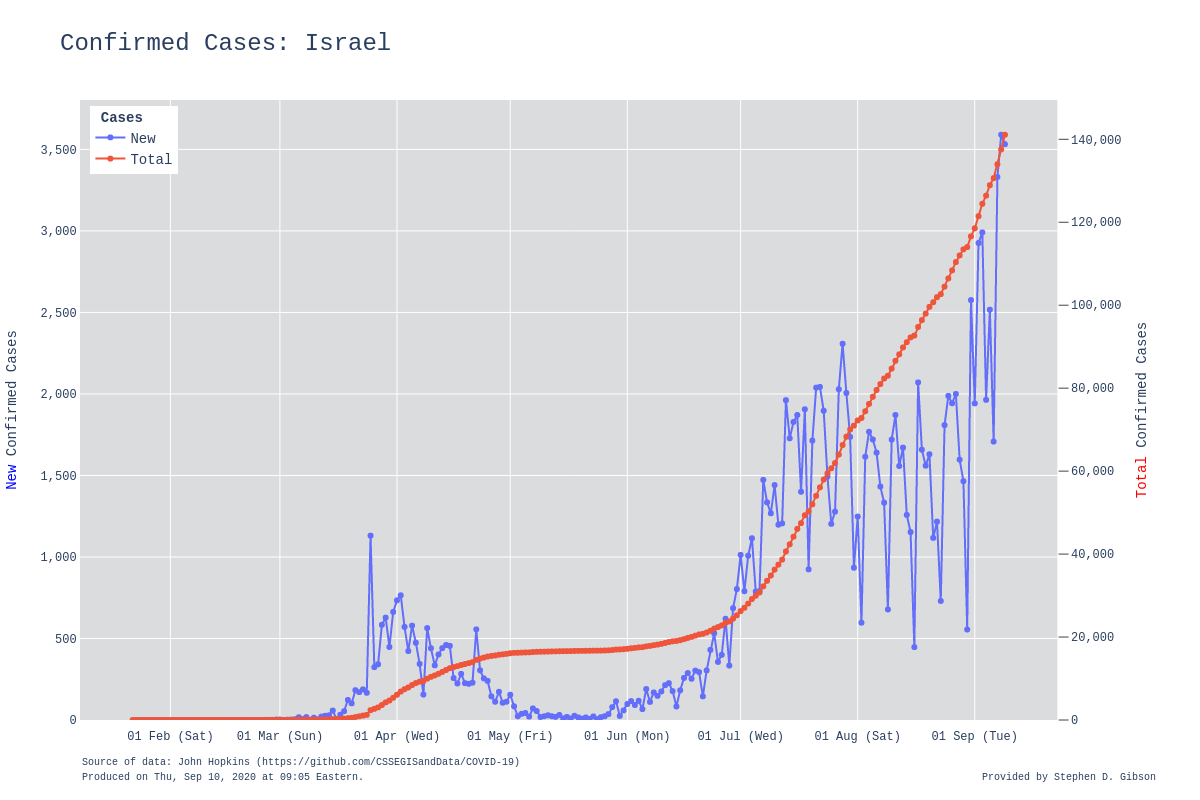 Confirmed Cases: Israel
Cases
New
Total
3,500
3,000
2,500
2,000
1,500
1,000
500
0
New Confirmed Cases
140,000
120,000
100,000
80,000
60,000
40,000
20,000
0
Total Confirmed Cases
01 Feb (Sat)
01 Mar (Sun)
01 Apr (Wed)
01 May (Fri)
01 Jun (Mon)
01 Jul (Wed)
01 Aug (Sat)
01 Sep (Tue)
Source of data: John Hopkins (https://github.com/CSSEGISandData/COVID-19)
Produced on Thu, Sep 10, 2020 at 09:05 Eastern.
Provided by Stephen D. Gibson